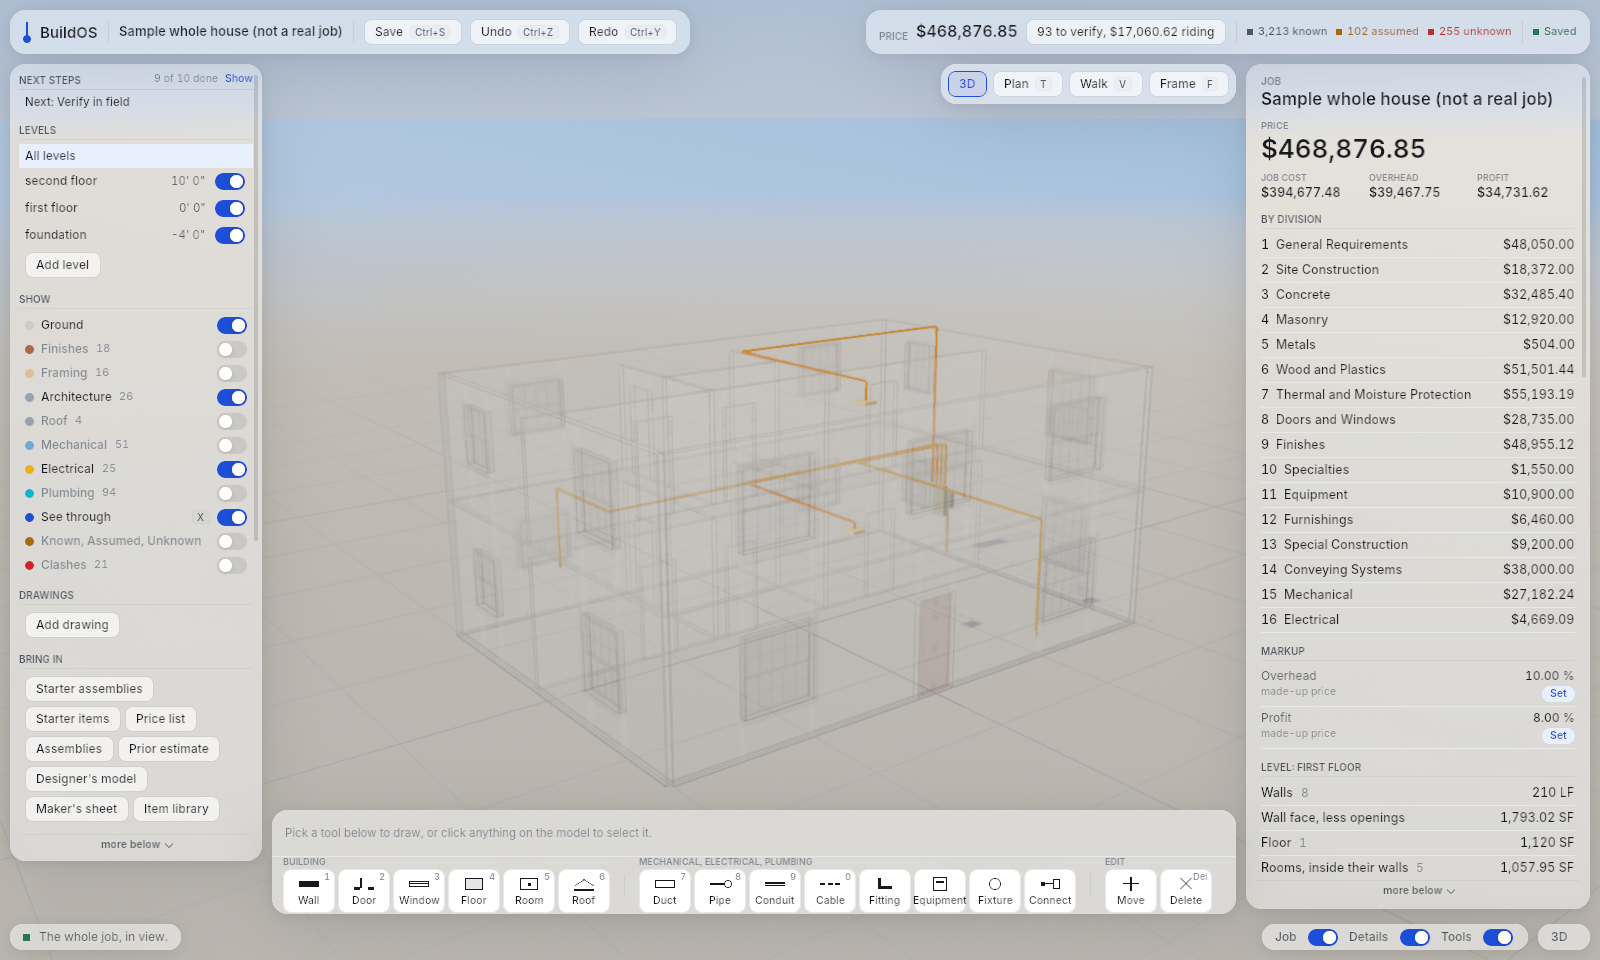 BuildOS
Sample whole house (not a real job)
Save Ctrl+S
Undo Ctrl+Z
Redo Ctrl+Y
PRICE $468,876.85
93 to verify, $17,060.62 riding
3,213 known
102 assumed
255 unknown
Saved
NEXT STEPS 9 of 10 done Show
Next: Verify in field
LEVELS
All levels
second floor 10' 0"
first floor 0' 0"
foundation -4' 0"
Add level
SHOW
Ground
Finishes 18
Framing 16
Architecture 26
Roof 4
Mechanical 51
Electrical 25
Plumbing 94
See through X
Known, Assumed, Unknown
Clashes 21
DRAWINGS
Add drawing
BRING IN
Starter assemblies
Starter items Price list
Assemblies Prior estimate
Designer's model
Maker's sheet Item library
more below
3D
Plan T
Walk V
Frame F
JOB
Sample whole house (not a real job)
PRICE
$468,876.85
JOB COST OVERHEAD PROFIT
$394,677.48 $39,467.75 $34,731.62
BY DIVISION
1 General Requirements $48,050.00
2 Site Construction $18,372.00
3 Concrete $32,485.40
4 Masonry $12,920.00
5 Metals $504.00
6 Wood and Plastics $51,501.44
7 Thermal and Moisture Protection $55,193.19
8 Doors and Windows $28,735.00
9 Finishes $48,955.12
10 Specialties $1,550.00
11 Equipment $10,900.00
12 Furnishings $6,460.00
13 Special Construction $9,200.00
14 Conveying Systems $38,000.00
15 Mechanical $27,182.24
16 Electrical $4,669.09
MARKUP
Overhead 10.00 %
made-up price Set
Profit 8.00 %
made-up price Set
LEVEL: FIRST FLOOR
Walls 8 210 LF
Wall face, less openings 1,793.02 SF
Floor 1 1,120 SF
Rooms, inside their walls 5 1,057.95 SF
more below
Pick a tool below to draw, or click anything on the model to select it.
BUILDING
1 Wall
2 Door
3 Window
4 Floor
5 Room
6 Roof
MECHANICAL, ELECTRICAL, PLUMBING
7 Duct
8 Pipe
9 Conduit
0 Cable
Fitting
Equipment
Fixture
Connect
EDIT
Move
Del Delete
The whole job, in view.
Job Details Tools 3D